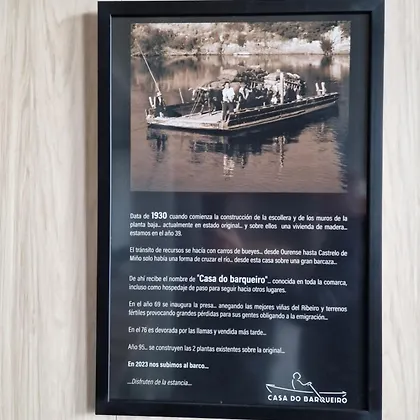 Data de 1930 cuando comienza la construcción de la escollera y de los muros de la
planta baja.. actualmente en estado original.. y sobre ellos una vivienda de madera..
estamos en el año 39.
El tránsito de recursos se hacía con carros de bueyes... desde Ourense hasta Castrelo de
Miño solo había una forma de cruzar el río.. desde esta casa sobre una gran barcaza..
De ahí recibe el nombre de "Casa do barqueiro".. conocida en toda la comarca,
incluso como hospedaje de paso para seguir hacia otros lugares.
En el año 69 se inaugura la presa... anegando las mejores viñas del Ribeiro y terrenos
fértiles provocando grandes pérdidas para sus gentes obligando a la emigración...
En el 76 es devorada por las llamas y vendida más tarde...
Año 95.. se construyen las 2 plantas existentes sobre la original...
En 2023 nos subimos al barco...
....Disfruten de la estancia...
CASA DO BARQUEIRO